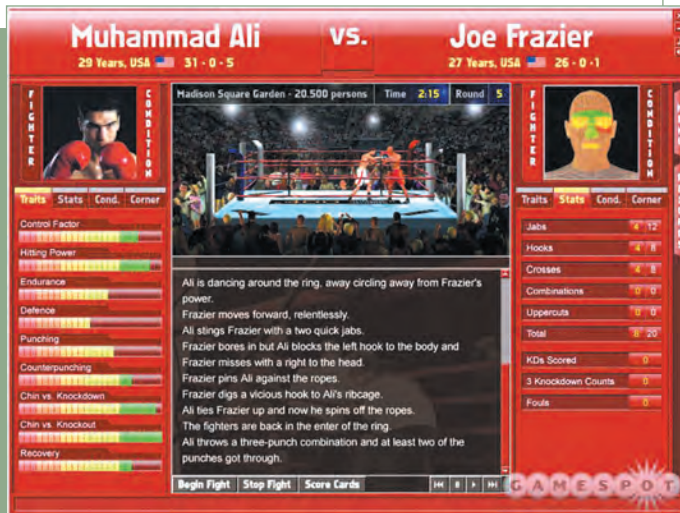 Muhammad Ali
vs.
Joe Frazier
29 Years, USA 31 - 0 - 5
27 Years, USA 26 - 0 -1
FIGHTER
CONDITION
Madison Square Garden - 20.500 persons
Time 2:15
Round 5
FIGHTER
CONDITION
Traits Stats Cond. Corner
Control Factor
Hitting Power
Endurance
Defence
Punching
Counterpunching
Chin vs. Knockdown
Chin vs. Knockout
Recovery
Ali is dancing around the ring, away circling away from Frazier's
power.
Frazier moves forward, relentlessly.
Ali stings Frazier with a two quick jabs.
Frazier bores in but Ali blocks the left hook to the body and
Frazier misses with a right to the head.
Frazier pins Ali against the ropes.
Frazier digs a vicious hook to Ali's ribcage.
Ali ties Frazier up and now he spins off the ropes.
The fighters are back in the enter of the ring.
Ali throws a three-punch combination and at least two of the
punches got through.
Begin Fight Stop Fight Score Cards
Traits Stats Cond. Corner
Jabs 4 12
Hooks 4 8
Crosses 4 8
Combinations 0 0
Uppercuts 0 0
Total 8 20
KDs Scored 0
3 Knockdown Counts 0
Fouls 0
GAMESPOT